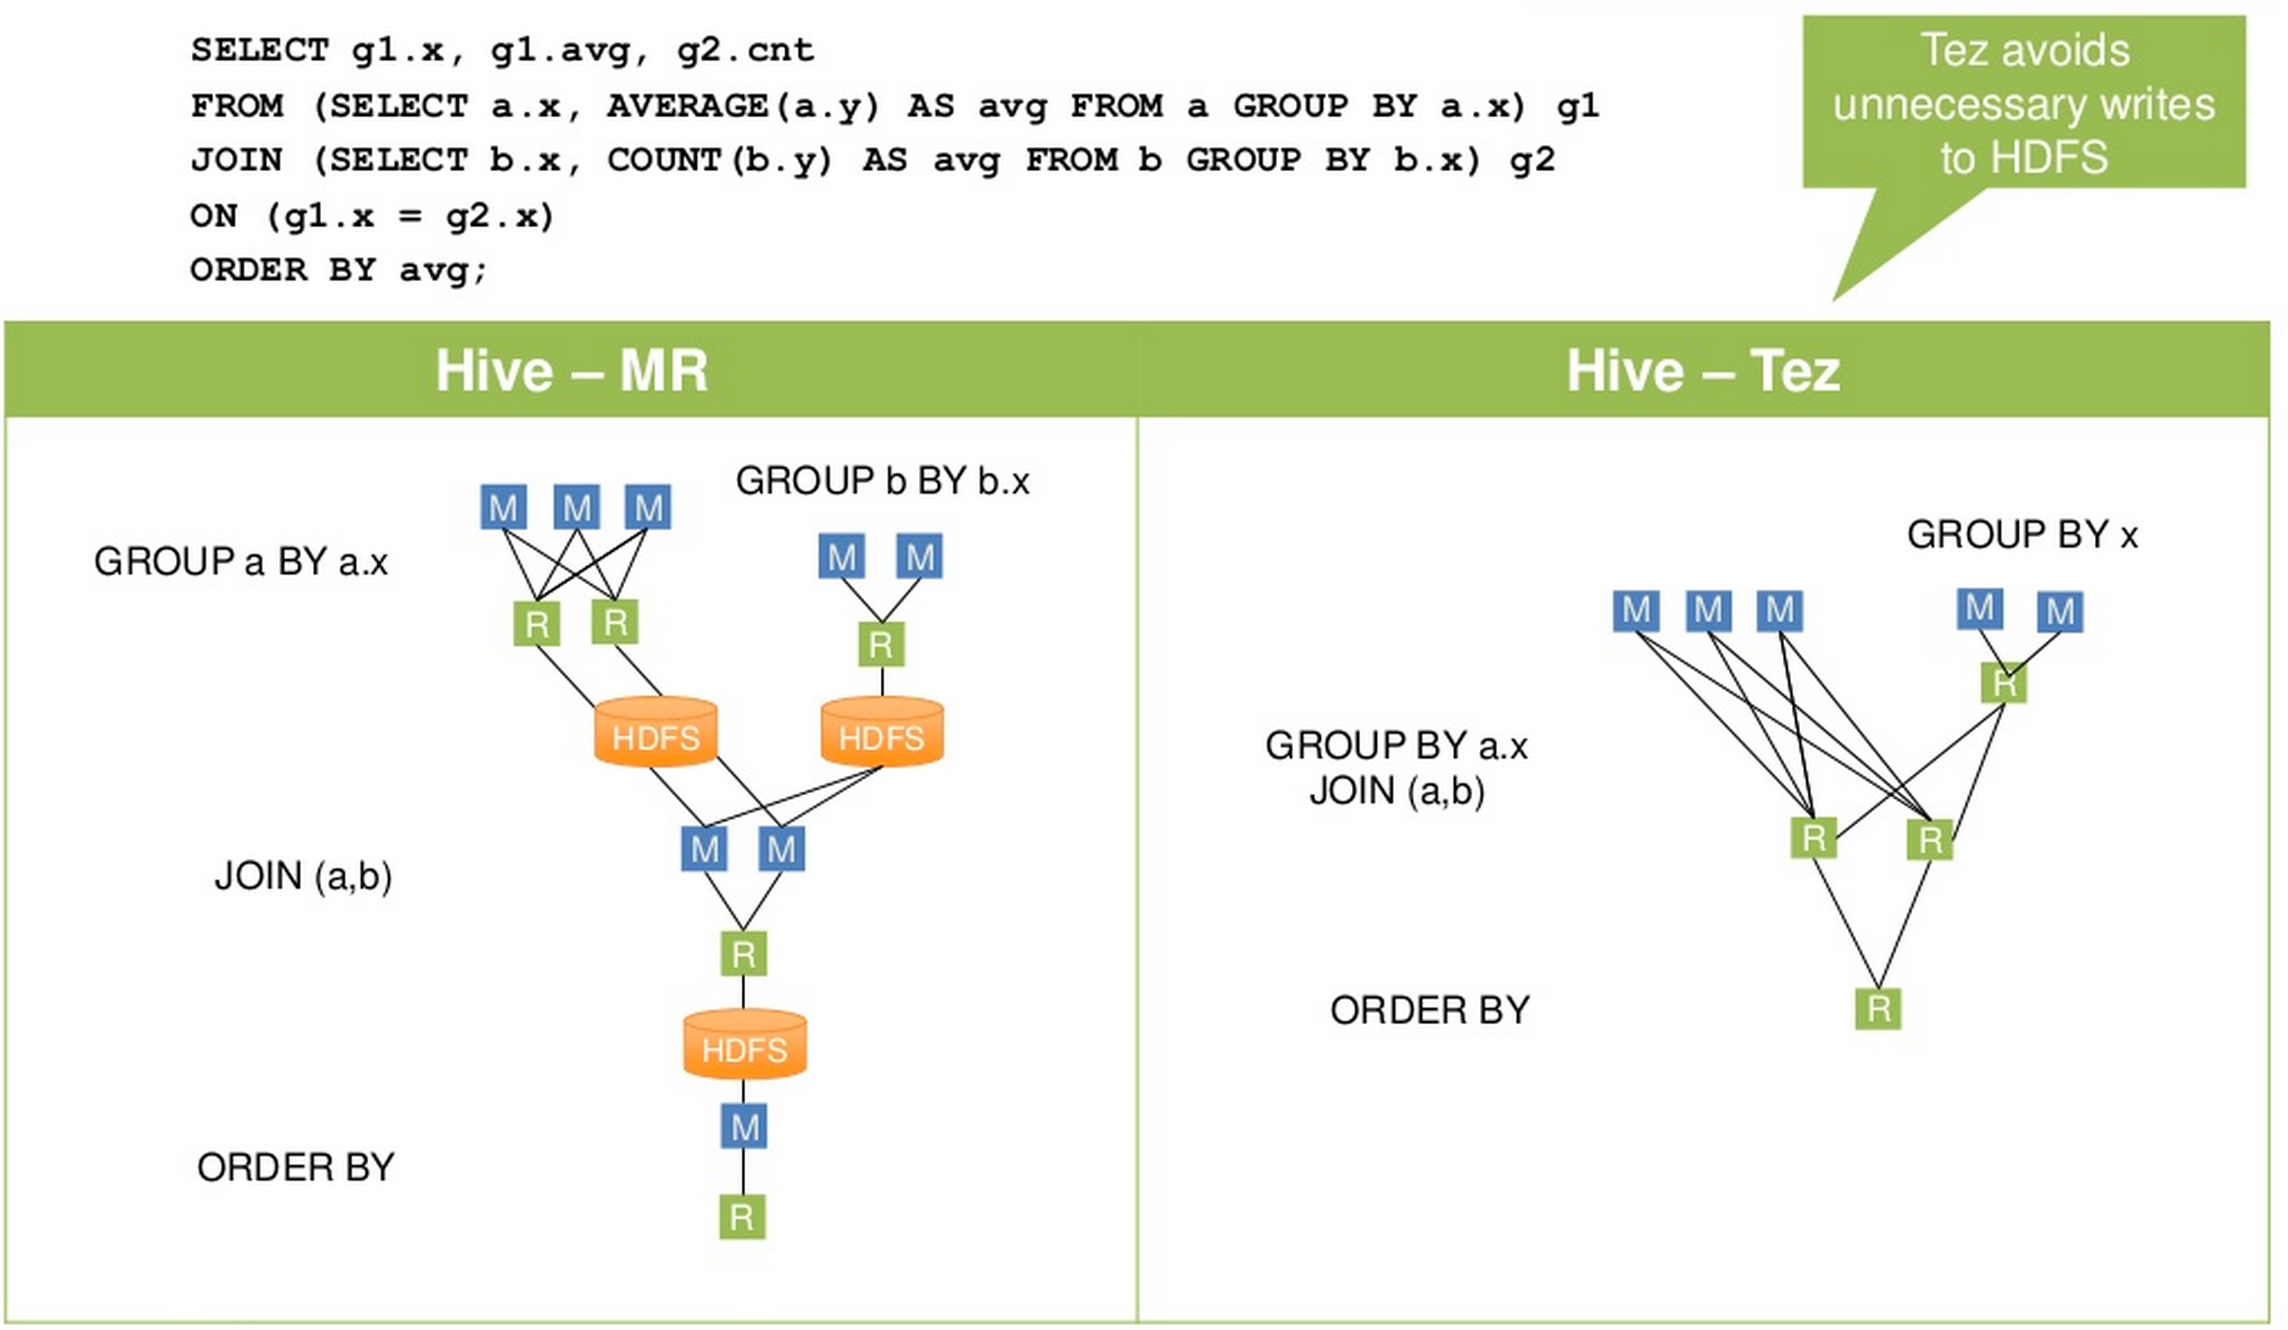 SELECT g1.x, g1.avg, g2.cnt
FROM (SELECT a.x, AVERAGE(a.y) AS avg FROM a GROUP BY a.x) g1
JOIN (SELECT b.x, COUNT(b.y) AS avg FROM b GROUP BY b.x) g2
ON (g1.x = g2.x)
ORDER BY avg;
Tez avoids
unnecessary writes
to HDFS
Hive – MR
GROUP b BY b.x
M M M
M M
GROUP a BY a.x
R R
R
HDFS HDFS
M M
JOIN (a,b)
R
HDFS
M
ORDER BY
R
Hive – Tez
GROUP BY x
M M M M M
R
GROUP BY a.x
JOIN (a,b)
R R
ORDER BY
R